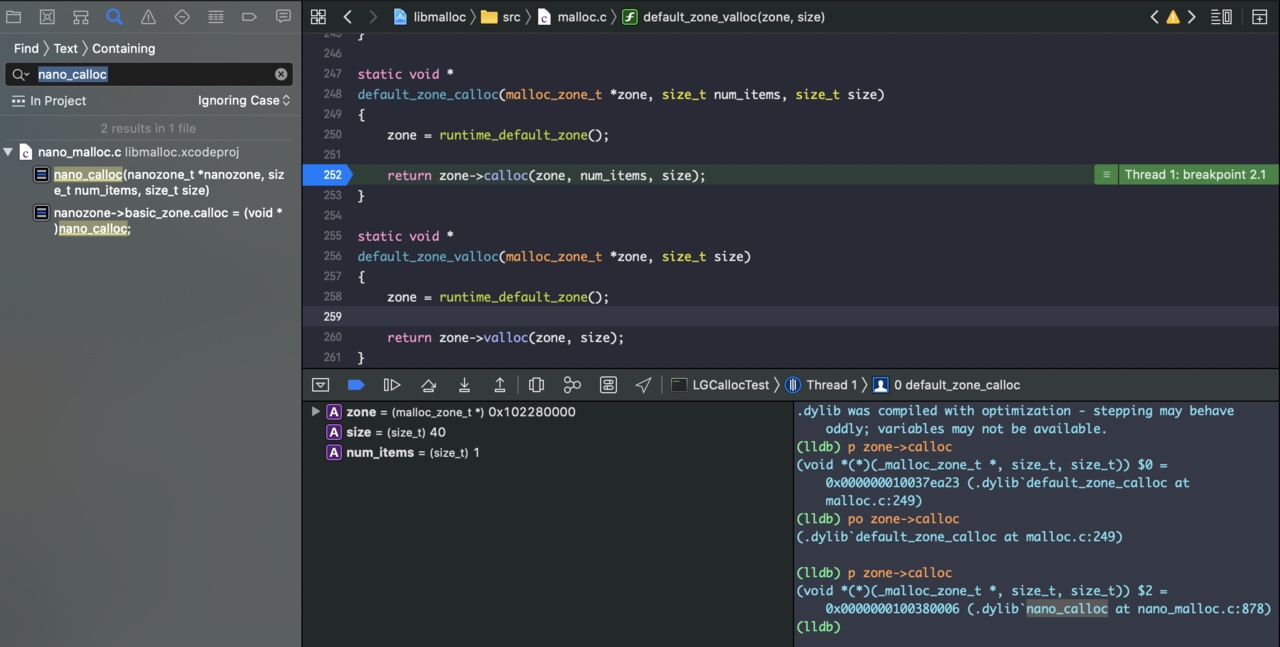 libmalloc 〉 src 〉 malloc.c 〉 default_zone_valloc(zone, size)
Find 〉 Text 〉 Containing
nano_calloc
In Project Ignoring Case
2 results in 1 file
nano_malloc.c libmalloc.xcodeproj
nano_calloc(nanozone_t *nanozone, siz
e_t num_items, size_t size)
nanozone->basic_zone.calloc = (void *
)nano_calloc;
245 }
246
247 static void *
248 default_zone_calloc(malloc_zone_t *zone, size_t num_items, size_t size)
249 {
250 zone = runtime_default_zone();
251
252 return zone->calloc(zone, num_items, size); Thread 1: breakpoint 2.1
253 }
254
255 static void *
256 default_zone_valloc(malloc_zone_t *zone, size_t size)
257 {
258 zone = runtime_default_zone();
259
260 return zone->valloc(zone, size);
261 }
LGCallocTest 〉 Thread 1 〉 0 default_zone_calloc
A zone = (malloc_zone_t *) 0x102280000
A size = (size_t) 40
A num_items = (size_t) 1
.dylib was compiled with optimization - stepping may behave
oddly; variables may not be available.
(lldb) p zone->calloc
(void *(*)(_malloc_zone_t *, size_t, size_t)) $0 =
0x000000010037ea23 (.dylib`default_zone_calloc at
malloc.c:249)
(lldb) po zone->calloc
(.dylib`default_zone_calloc at malloc.c:249)
(lldb) p zone->calloc
(void *(*)(_malloc_zone_t *, size_t, size_t)) $2 =
0x0000000100380006 (.dylib`nano_calloc at nano_malloc.c:878)
(lldb)